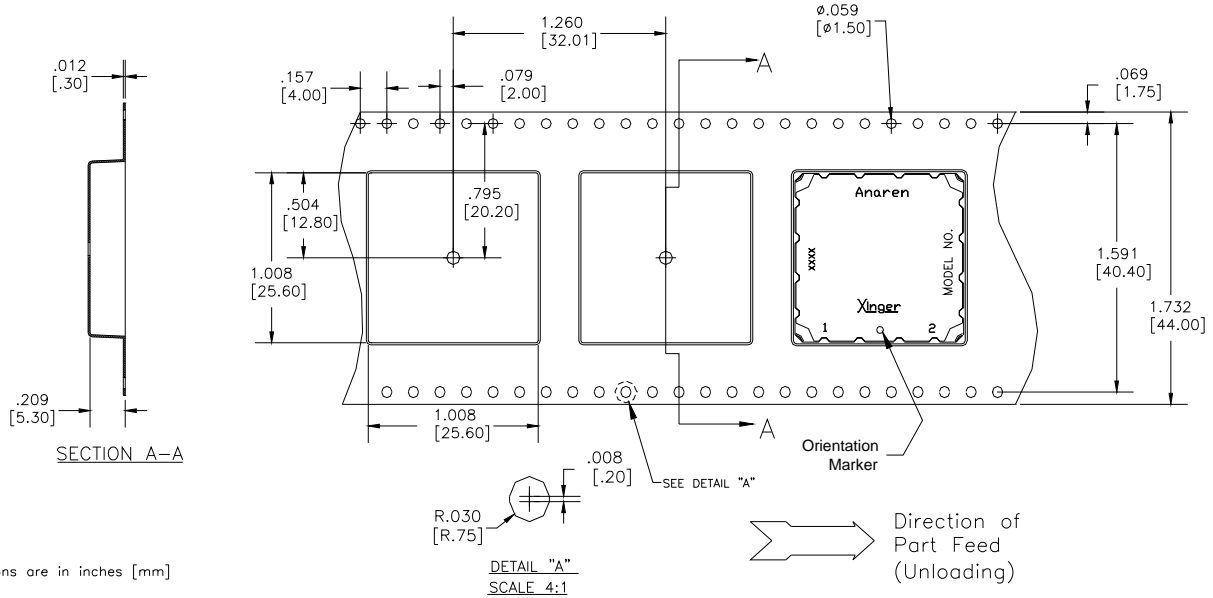 1.260
[32.01]
ø.059
[ø1.50]
A
.012
[.30]
.157
[4.00]
.079
[2.00]
.069
[1.75]
.504
[12.80]
.795
[20.20]
Anaren
XXXX
MODEL NO.
Xinger
1 2
1.008
[25.60]
1.591
[40.40]
1.732
[44.00]
.209
[5.30]
SECTION A-A
1.008
[25.60]
A
Orientation
Marker
.008
[.20]
SEE DETAIL "A"
R.030
[R.75]
DETAIL "A"
SCALE 4:1
Direction of
Part Feed
(Unloading)
ns are in inches [mm]